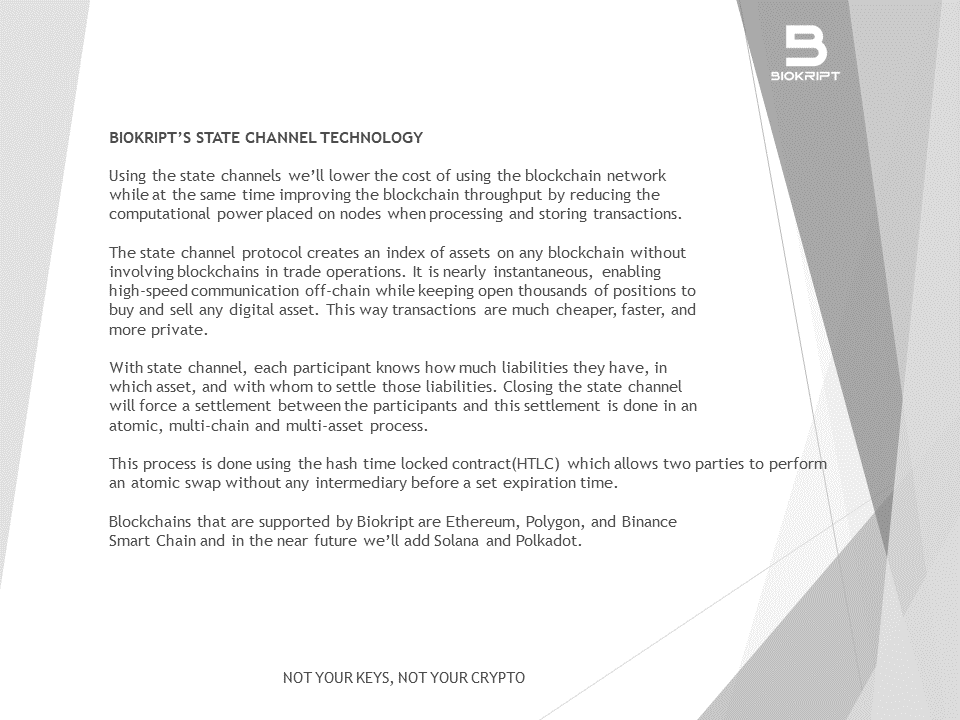 BIOKRIPT
BIOKRIPT'S STATE CHANNEL TECHNOLOGY
Using the state channels we'll lower the cost of using the blockchain network
while at the same time improving the blockchain throughput by reducing the
computational power placed on nodes when processing and storing transactions.
The state channel protocol creates an index of assets on any blockchain without
involving blockchains in trade operations. It is nearly instantaneous, enabling
high-speed communication off-chain while keeping open thousands of positions to
buy and sell any digital asset. This way transactions are much cheaper, faster, and
more private.
With state channel, each participant knows how much liabilities they have, in
which asset, and with whom to settle those liabilities. Closing the state channel
will force a settlement between the participants and this settlement is done in an
atomic, multi-chain and multi-asset process.
This process is done using the hash time locked contract(HTLC) which allows two parties to perform
an atomic swap without any intermediary before a set expiration time.
Blockchains that are supported by Biokript are Ethereum, Polygon, and Binance
Smart Chain and in the near future we'll add Solana and Polkadot.
NOT YOUR KEYS, NOT YOUR CRYPTO